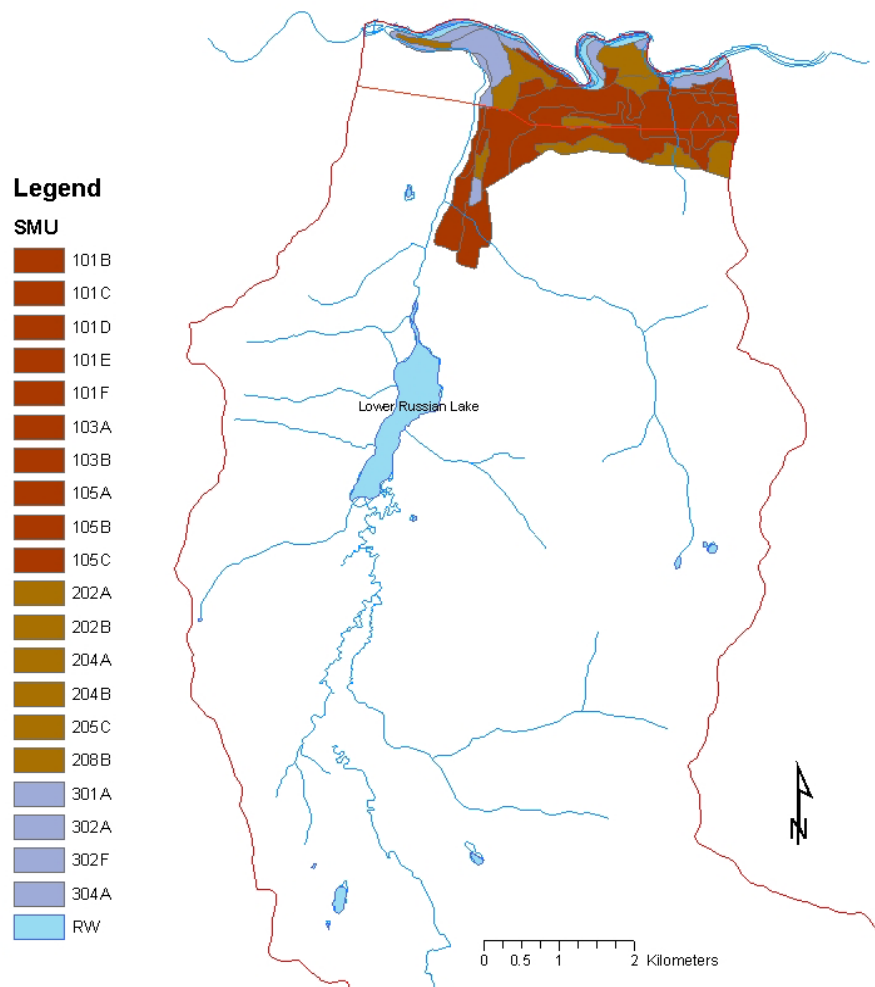 Legend
SMU
101B
101C
101D
101E
101F
103A
103B
105A
105B
105C
202A
202B
204A
204B
205C
208B
301A
302A
302F
304A
RW
Lower Russian Lake
N
0 0.5 1 2 Kilometers